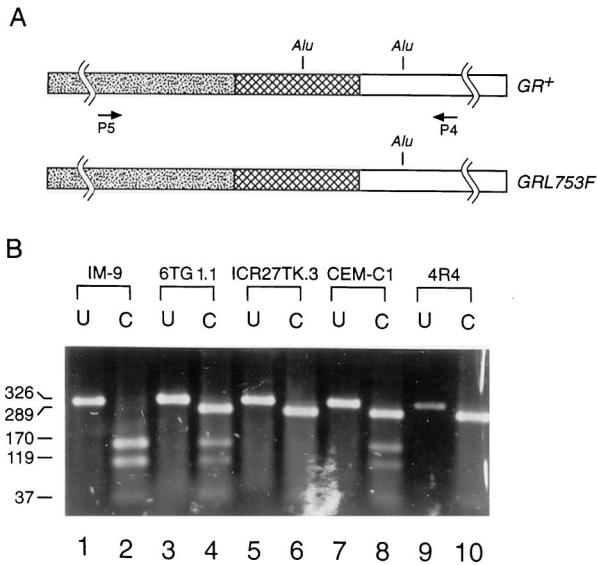 A
Alu Alu
GR+
P5 P4
Alu
GRL753F
B
IM-9 6TG 1.1 ICR27TK.3 CEM-C1 4R4
U C U C U C U C U C
326
289
170
119
37
1 2 3 4 5 6 7 8 9 10